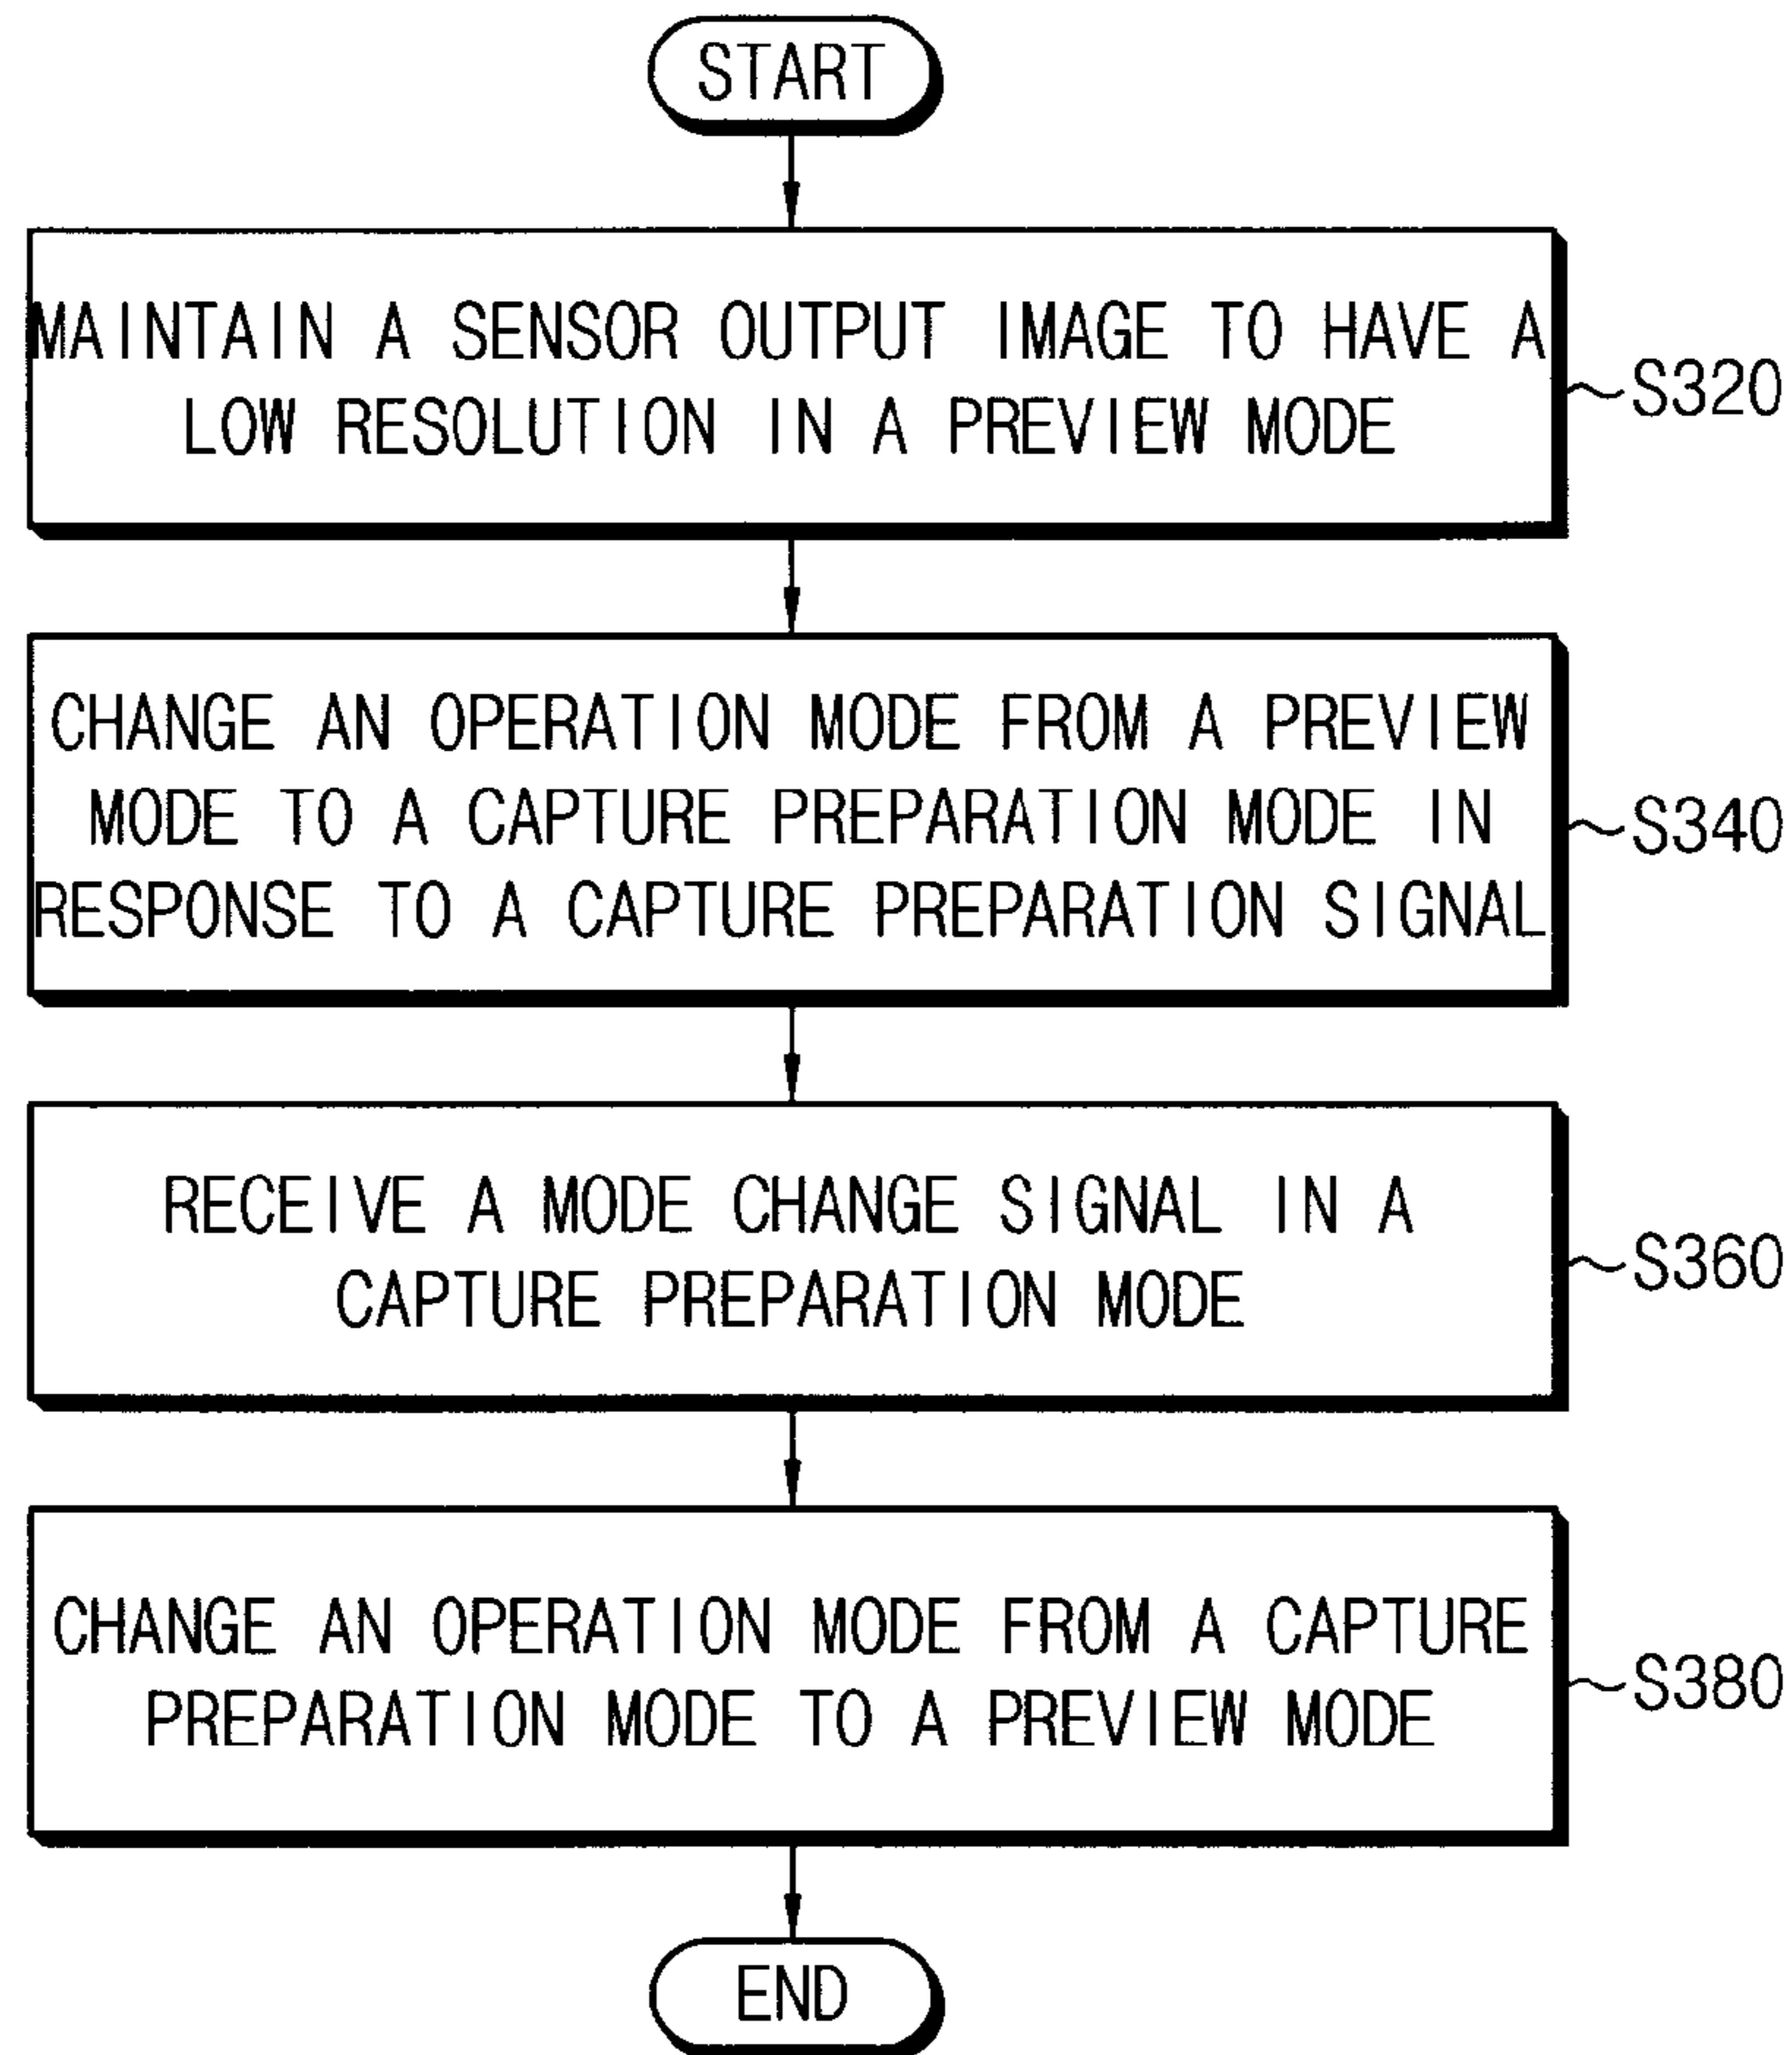 START
MAINTAIN A SENSOR OUTPUT IMAGE TO HAVE A
LOW RESOLUTION IN A PREVIEW MODE
S320
CHANGE AN OPERATION MODE FROM A PREVIEW
MODE TO A CAPTURE PREPARATION MODE IN
RESPONSE TO A CAPTURE PREPARATION SIGNAL
S340
RECEIVE A MODE CHANGE SIGNAL IN A
CAPTURE PREPARATION MODE
S360
CHANGE AN OPERATION MODE FROM A CAPTURE
PREPARATION MODE TO A PREVIEW MODE
S380
END